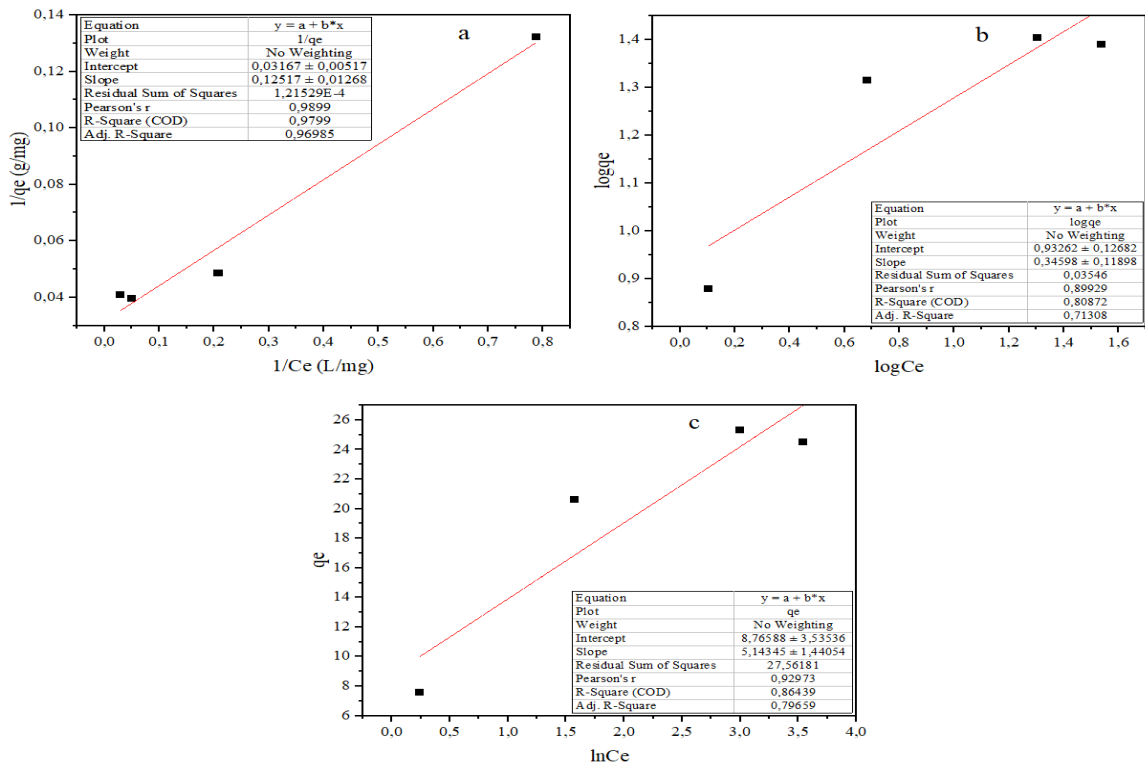 a
Equation y = a + b*x
Plot 1/qe
Weight No Weighting
Intercept 0,03167 ± 0,00517
Slope 0,12517 ± 0,01268
Residual Sum of Squares 1,21529E-4
Pearson's r 0,9899
R-Square (COD) 0,9799
Adj. R-Square 0,96985
0,14
0,12
0,10
0,08
0,06
0,04
1/qe (g/mg)
0,0 0,1 0,2 0,3 0,4 0,5 0,6 0,7 0,8
1/Ce (L/mg)
b
1,4
1,3
1,2
1,1
1,0
0,9
0,8
logqe
Equation y = a + b*x
Plot logqe
Weight No Weighting
Intercept 0,93262 ± 0,12682
Slope 0,34598 ± 0,11898
Residual Sum of Squares 0,03546
Pearson's r 0,89929
R-Square (COD) 0,80872
Adj. R-Square 0,71308
0,0 0,2 0,4 0,6 0,8 1,0 1,2 1,4 1,6
logCe
c
26
24
22
20
18
16
14
12
10
8
6
qe
Equation y = a + b*x
Plot qe
Weight No Weighting
Intercept 8,76588 ± 3,53536
Slope 5,14345 ± 1,44054
Residual Sum of Squares 27,56181
Pearson's r 0,92973
R-Square (COD) 0,86439
Adj. R-Square 0,79659
0,0 0,5 1,0 1,5 2,0 2,5 3,0 3,5 4,0
lnCe